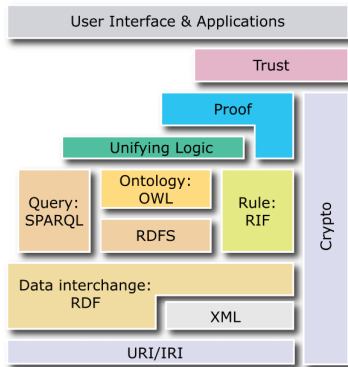 User Interface & Applications
Trust
Proof
Unifying Logic
Query:
SPARQL
Ontology:
OWL
RDFS
Rule:
RIF
Crypto
Data interchange:
RDF
XML
URI/IRI